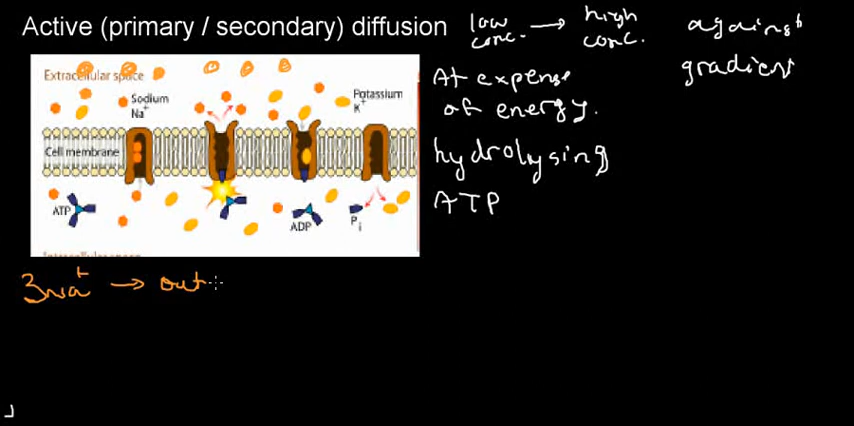 Active (primary / secondary) diffusion
low conc. → high conc.
against gradient
At expense
of energy.
hydrolysing
ATP
Extracellular space
Sodium
Na+
Potassium
K+
Cell membrane
ATP
ADP
Pi
3Na+ → out